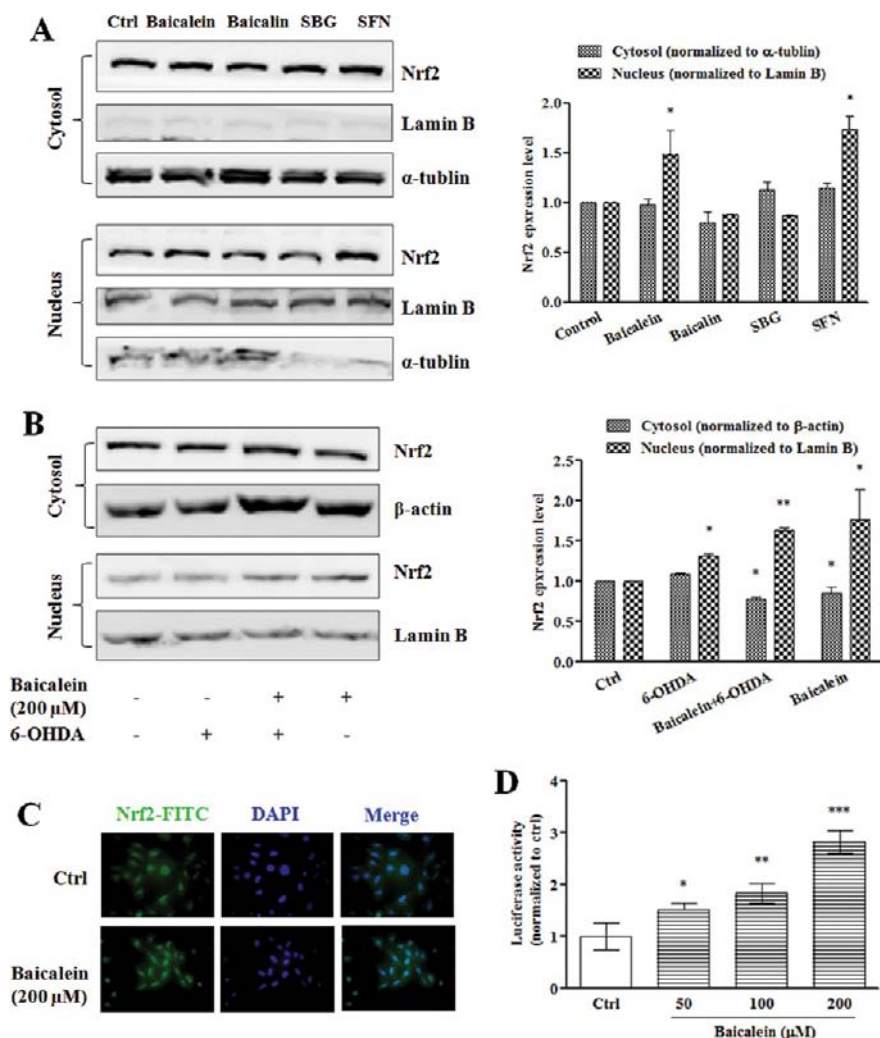 A
Ctrl Baicalein Baicalin SBG SFN
Cytosol
Nrf2
Lamin B
α-tublin
Nucleus
Nrf2
Lamin B
α-tublin
Cytosol (normalized to α-tublin)
Nucleus (normalized to Lamin B)
Nrf2 epxression level
2.0
1.5
1.0
0.5
0.0
*
*
Control
Baicalein
Baicalin
SBG
SFN
B
Cytosol
Nrf2
β-actin
Nucleus
Nrf2
Lamin B
Baicalein
(200 μM)
- - + +
6-OHDA - + + -
Cytosol (normalized to β-actin)
Nucleus (normalized to Lamin B)
Nrf2 epxression level
2.5
2.0
1.5
1.0
0.5
0.0
*
*
**
*
*
Ctrl
6-OHDA
Baicalein+6-OHDA
Baicalein
C
Nrf2-FITC DAPI Merge
Ctrl
Baicalein
(200 μM)
D
Luciferase activity
(normalized to ctrl)
4
3
2
1
0
*
**
***
Ctrl 50 100 200
Baicalein (μM)